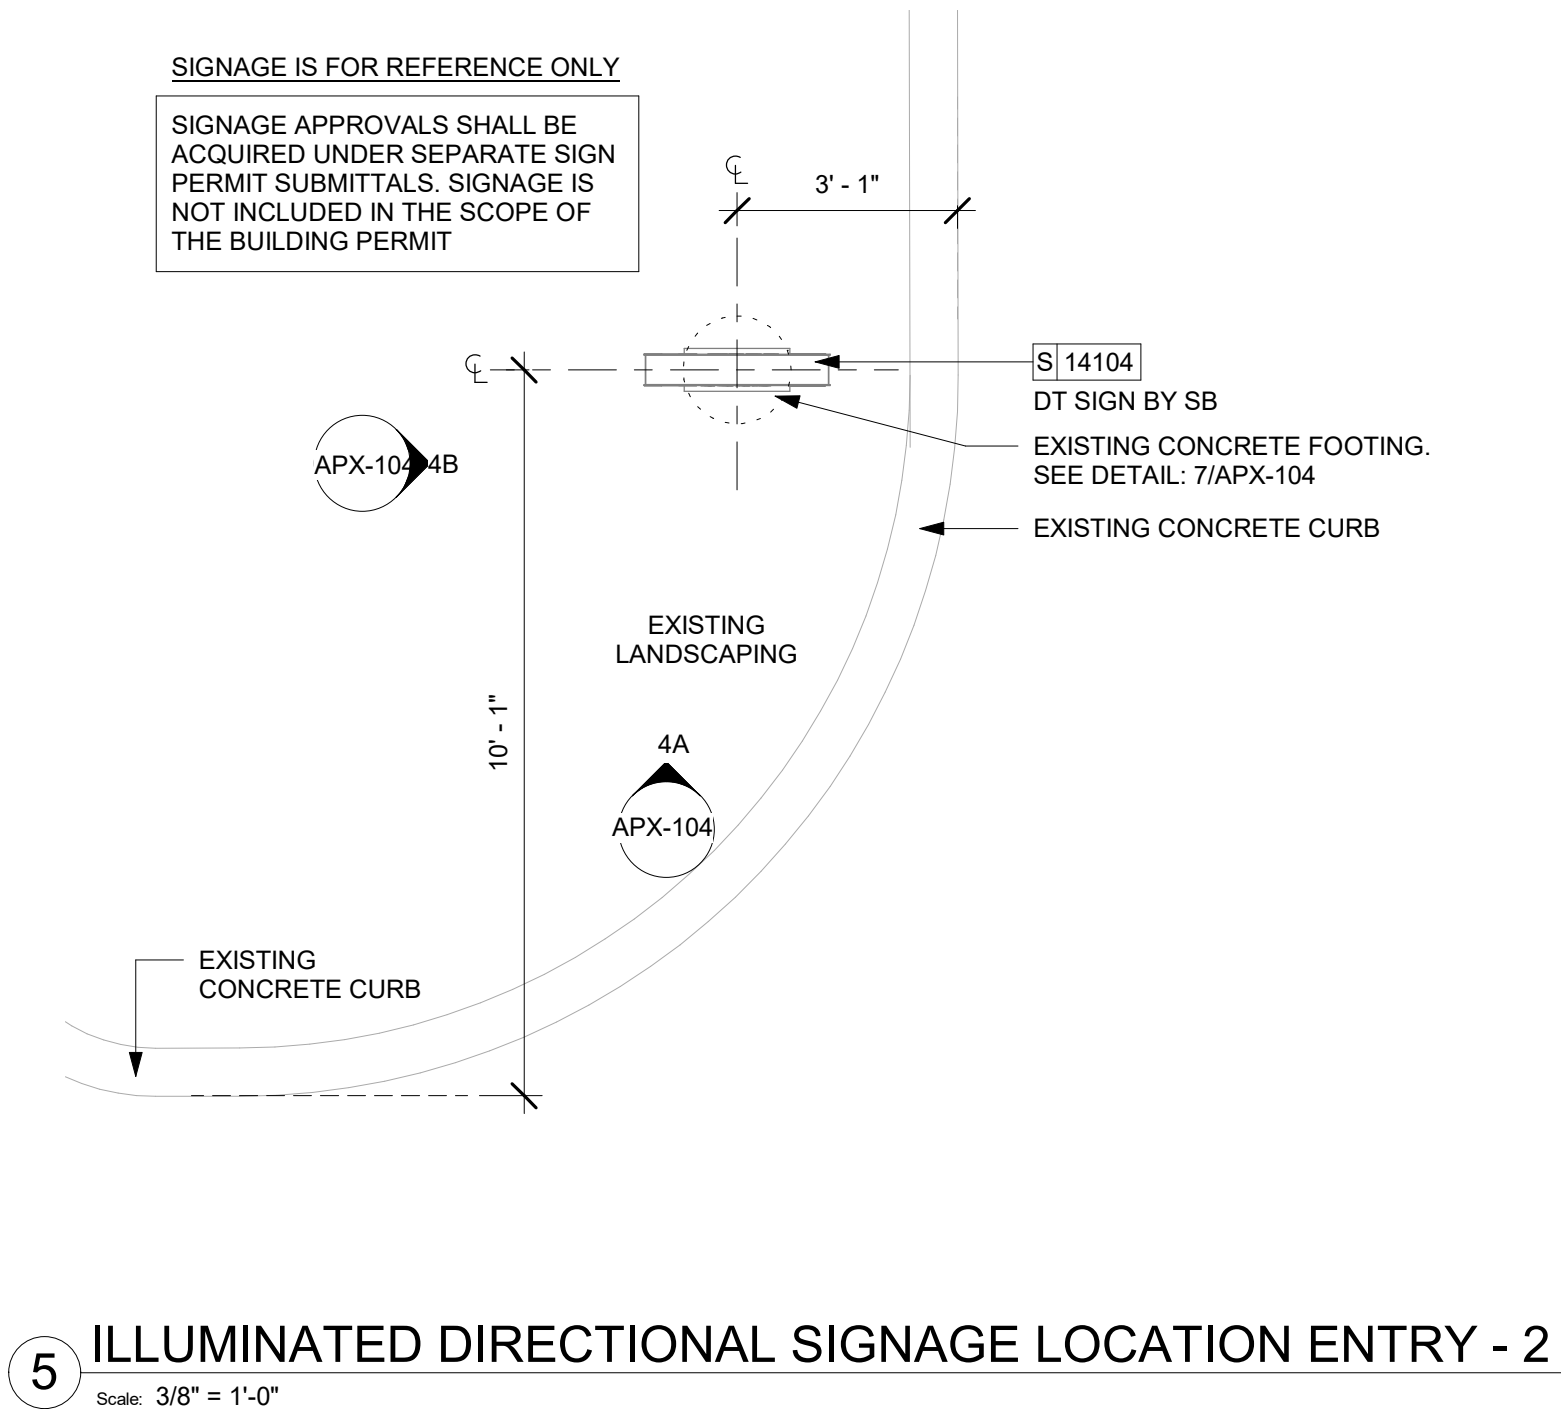 SIGNAGE IS FOR REFERENCE ONLY
SIGNAGE APPROVALS SHALL BE
ACQUIRED UNDER SEPARATE SIGN
PERMIT SUBMITTALS. SIGNAGE IS
NOT INCLUDED IN THE SCOPE OF
THE BUILDING PERMIT
℄
3' - 1"
℄
S 14104
DT SIGN BY SB
EXISTING CONCRETE FOOTING.
SEE DETAIL: 7/APX-104
EXISTING CONCRETE CURB
APX-104 4B
EXISTING
LANDSCAPING
10' - 1"
4A
APX-104
EXISTING
CONCRETE CURB
5 ILLUMINATED DIRECTIONAL SIGNAGE LOCATION ENTRY - 2
Scale: 3/8" = 1'-0"